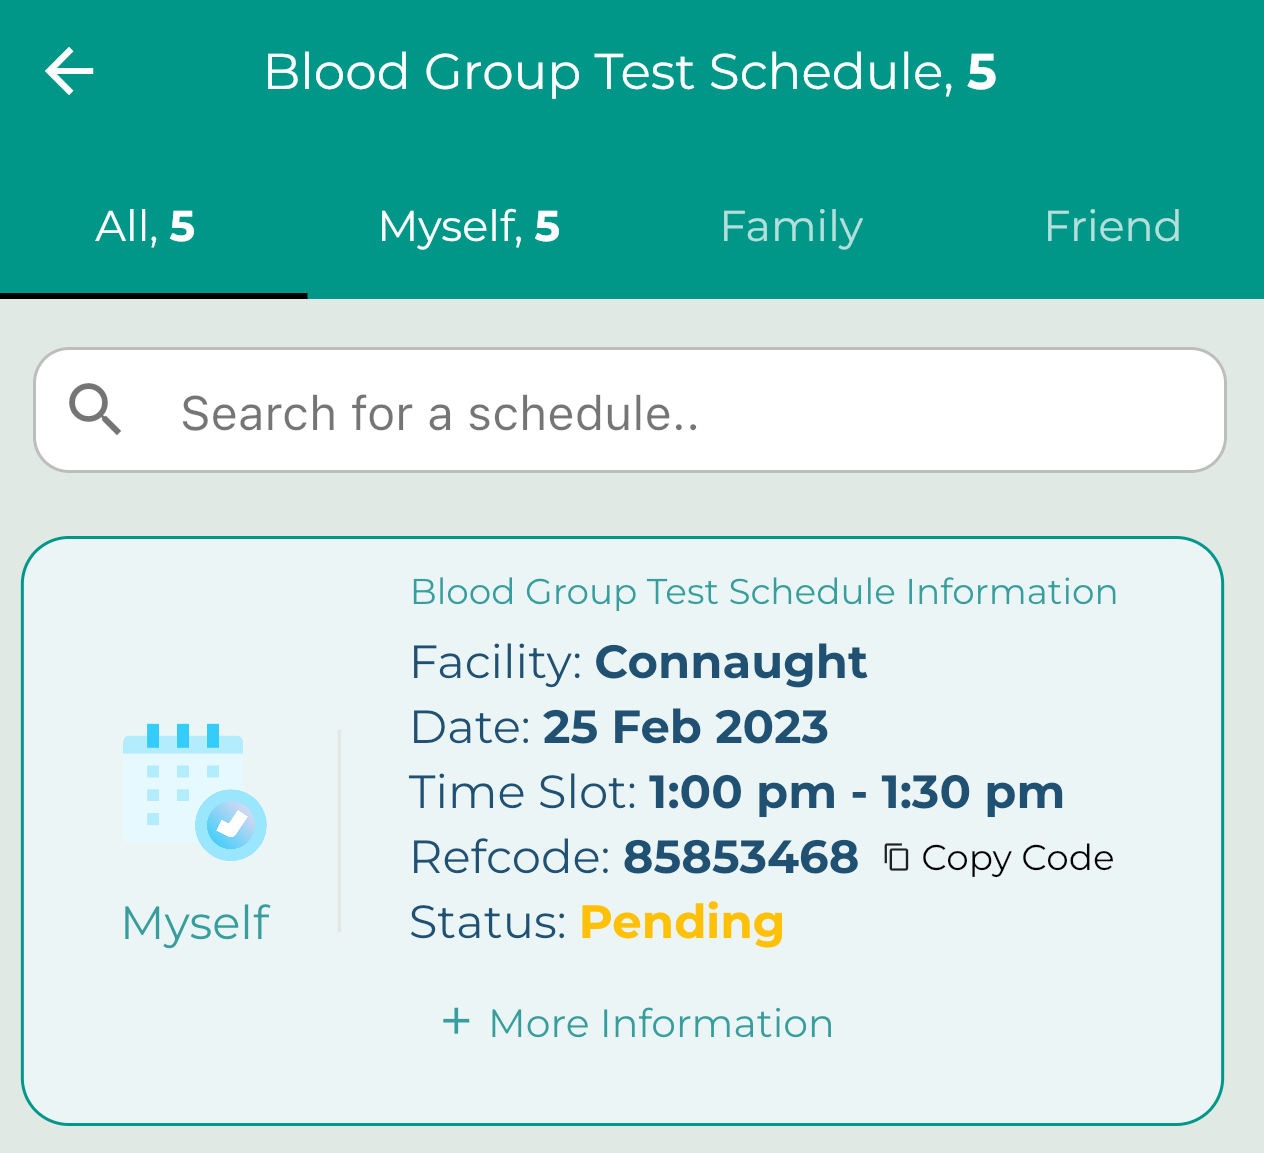 Blood Group Test Schedule, 5
All, 5
Myself, 5
Family
Friend
Search for a schedule..
Blood Group Test Schedule Information
Facility: Connaught
Date: 25 Feb 2023
Time Slot: 1:00 pm - 1:30 pm
Refcode: 85853468 Copy Code
Status: Pending
Myself
+ More Information